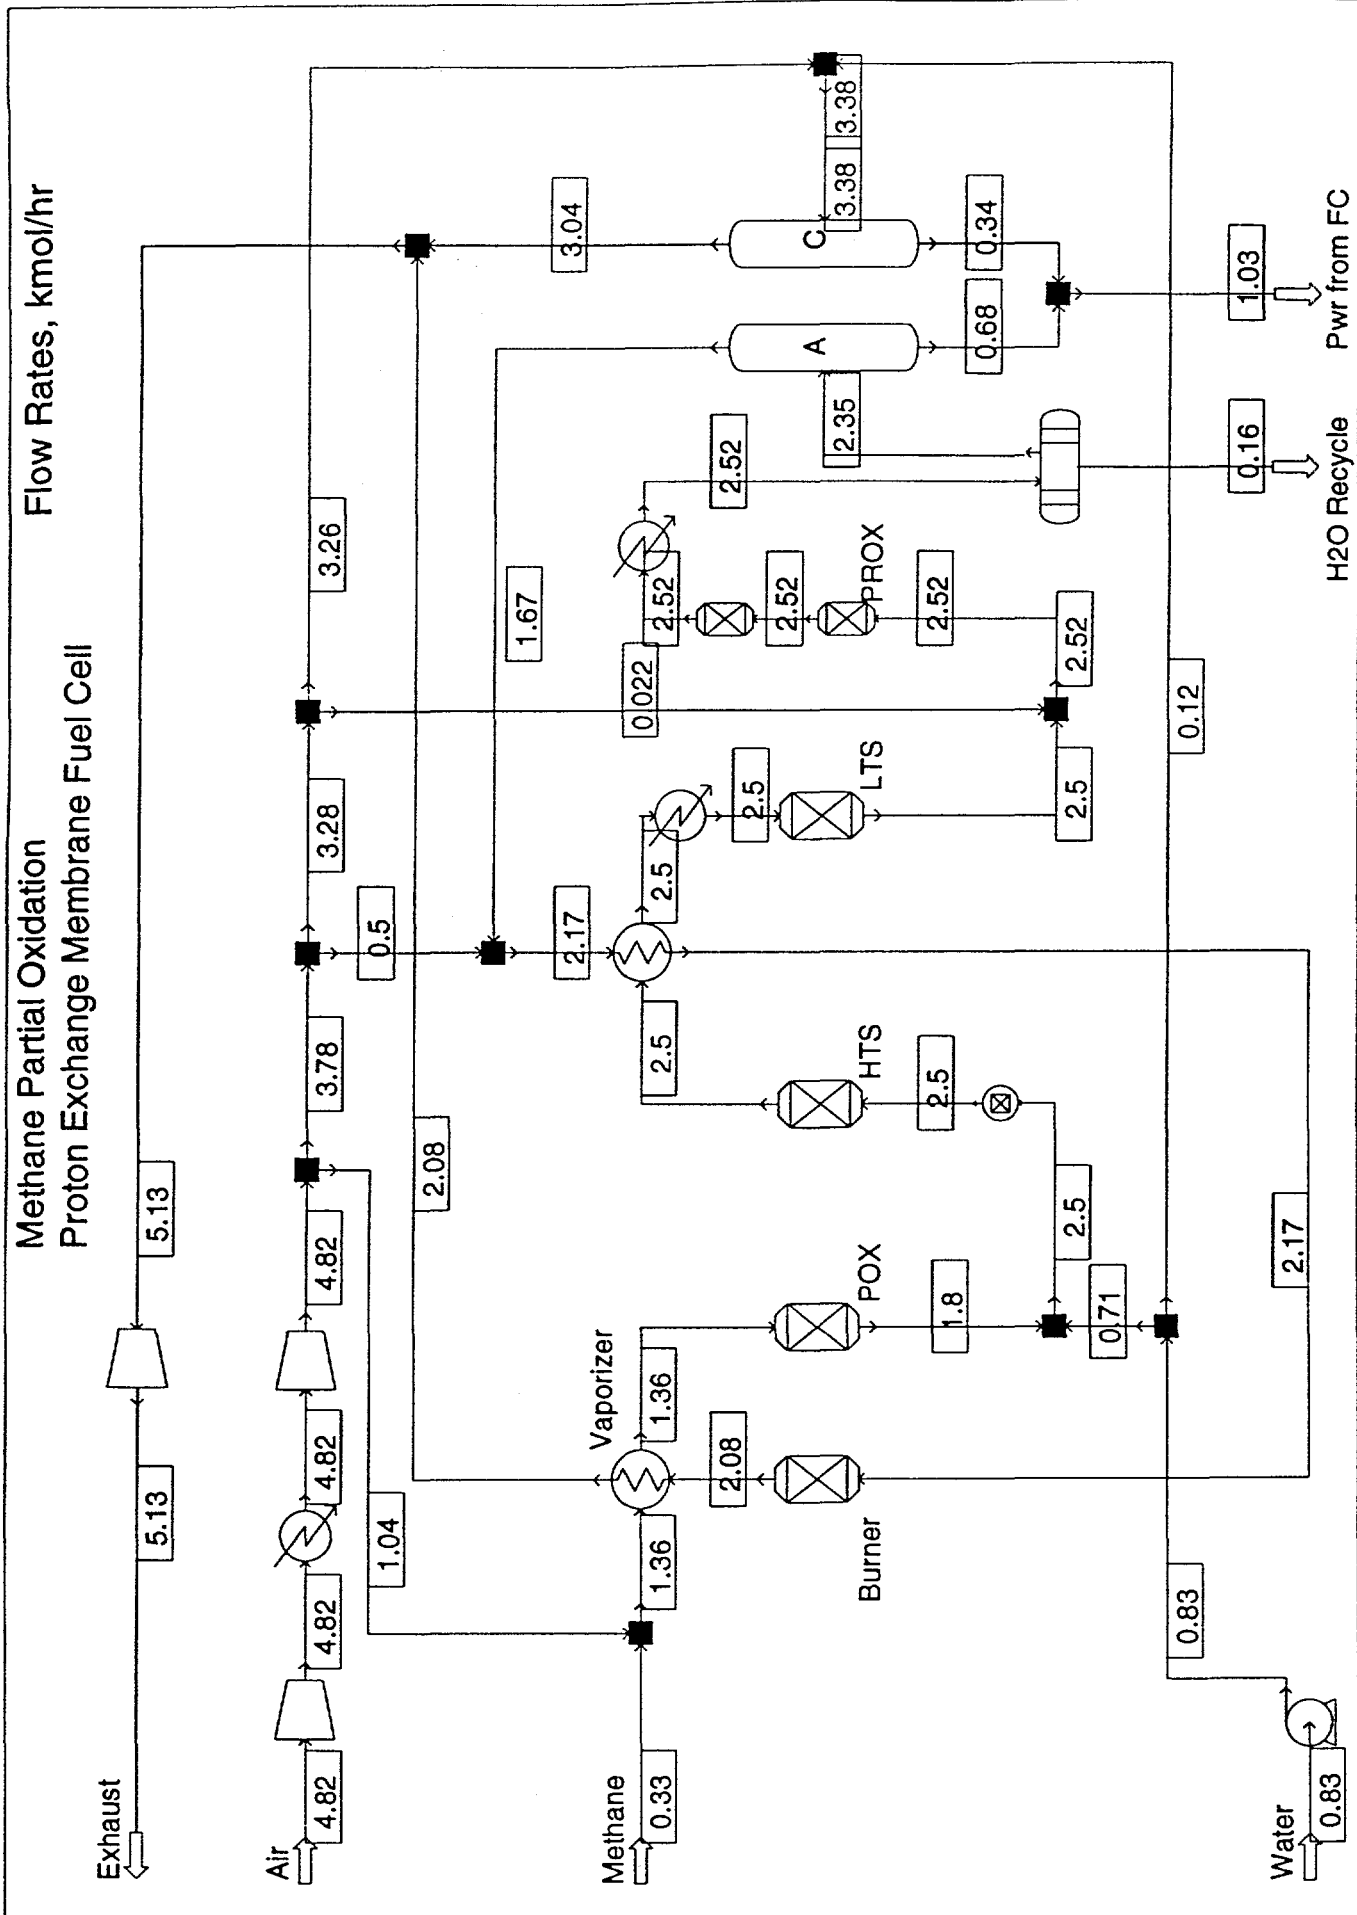 Methane Partial Oxidation
Proton Exchange Membrane Fuel Cell
Flow Rates, kmol/hr
Exhaust
5.13
5.13
Air
4.82
4.82
4.82
4.82
3.78
3.28
3.26
1.04
0.5
2.08
3.04
1.67
Methane
0.33
1.36
Vaporizer
1.36
2.5
2.17
2.5
0.022
2.52
2.52
2.08
2.5
2.52
2.35
3.38
3.38
A
C
Burner
POX
HTS
LTS
PROX
1.8
2.5
2.52
0.68
0.34
0.71
2.5
2.5
2.52
0.83
0.12
0.16
1.03
Water
0.83
2.17
H2O Recycle
Pwr from FC